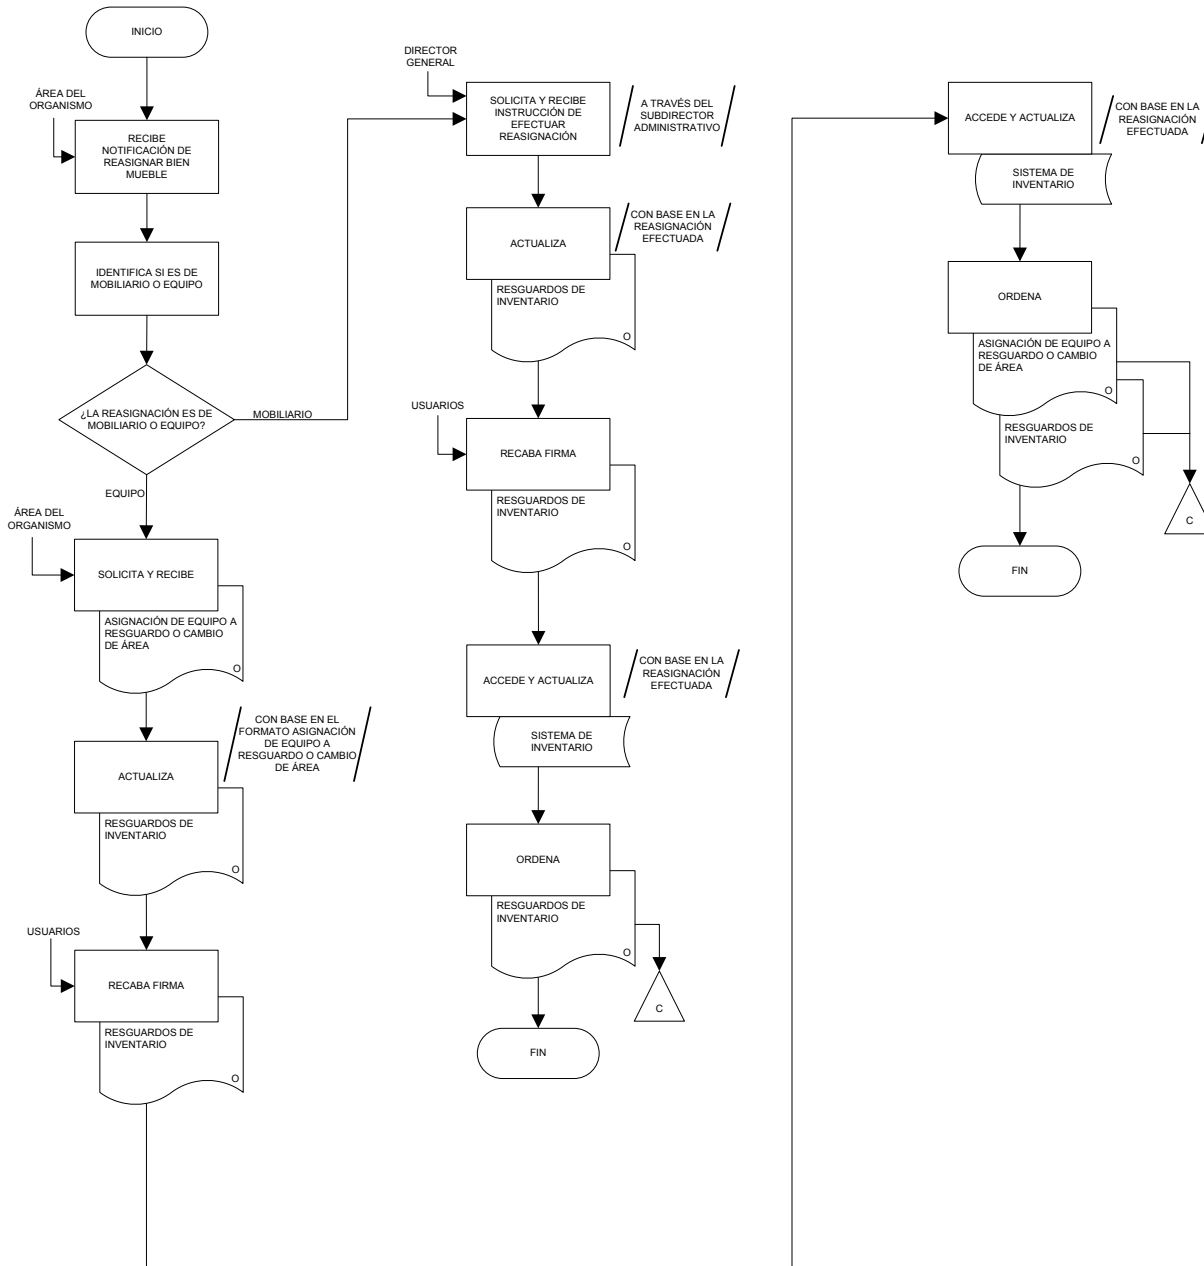 INICIO
ÁREA DEL
ORGANISMO
RECIBE
NOTIFICACIÓN DE
REASIGNAR BIEN
MUEBLE
IDENTIFICA SI ES DE
MOBILIARIO O EQUIPO
¿LA REASIGNACIÓN ES DE
MOBILIARIO O EQUIPO?
MOBILIARIO
EQUIPO
ÁREA DEL
ORGANISMO
SOLICITA Y RECIBE
ASIGNACIÓN DE EQUIPO A
RESGUARDO O CAMBIO
DE ÁREA
O
CON BASE EN EL
FORMATO ASIGNACIÓN
DE EQUIPO A
RESGUARDO O CAMBIO
DE ÁREA
ACTUALIZA
RESGUARDOS DE
INVENTARIO
O
USUARIOS
RECABA FIRMA
RESGUARDOS DE
INVENTARIO
O
DIRECTOR
GENERAL
SOLICITA Y RECIBE
INSTRUCCIÓN DE
EFECTUAR
REASIGNACIÓN
A TRAVÉS DEL
SUBDIRECTOR
ADMINISTRATIVO
ACTUALIZA
CON BASE EN LA
REASIGNACIÓN
EFECTUADA
RESGUARDOS DE
INVENTARIO
O
USUARIOS
RECABA FIRMA
RESGUARDOS DE
INVENTARIO
O
ACCEDE Y ACTUALIZA
CON BASE EN LA
REASIGNACIÓN
EFECTUADA
SISTEMA DE
INVENTARIO
ORDENA
RESGUARDOS DE
INVENTARIO
O
C
FIN
ACCEDE Y ACTUALIZA
CON BASE EN LA
REASIGNACIÓN
EFECTUADA
SISTEMA DE
INVENTARIO
ORDENA
ASIGNACIÓN DE EQUIPO A
RESGUARDO O CAMBIO
DE ÁREA
O
RESGUARDOS DE
INVENTARIO
O
C
FIN